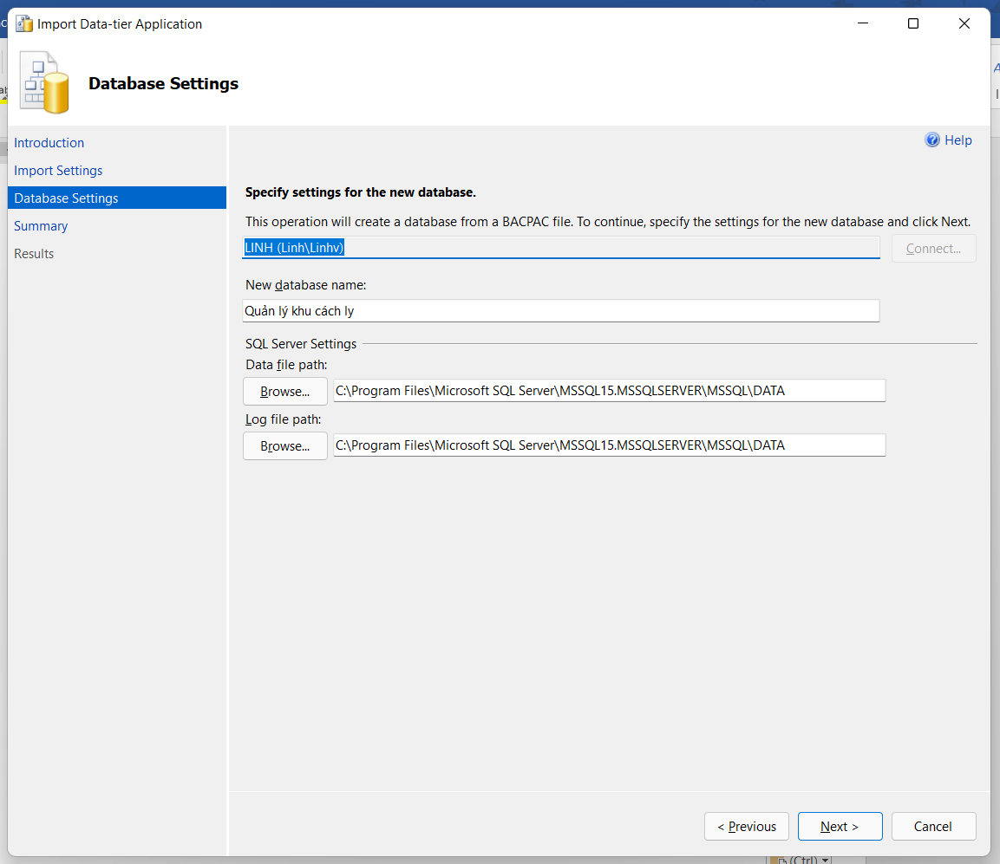 Import Data-tier Application
Database Settings
Introduction
Import Settings
Database Settings
Summary
Results
Help
Specify settings for the new database.
This operation will create a database from a BACPAC file. To continue, specify the settings for the new database and click Next.
LINH (Linh\Linhv)
Connect...
New database name:
Quản lý khu cách ly
SQL Server Settings
Data file path:
Browse...
C:\Program Files\Microsoft SQL Server\MSSQL15.MSSQLSERVER\MSSQL\DATA
Log file path:
Browse...
C:\Program Files\Microsoft SQL Server\MSSQL15.MSSQLSERVER\MSSQL\DATA
< Previous
Next >
Cancel
(Ctrl)